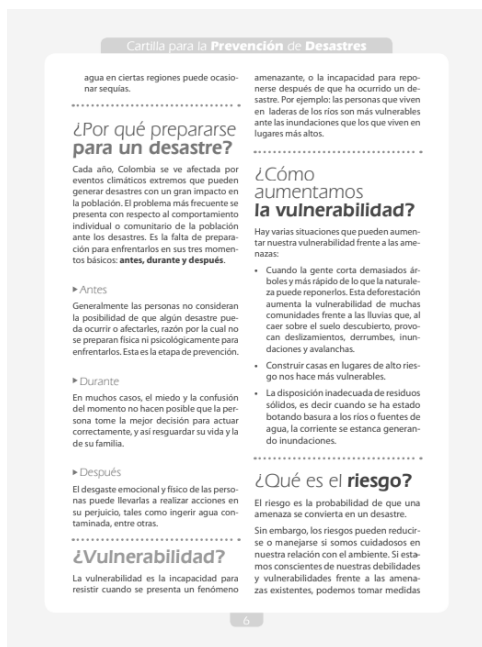 Cartilla para la Prevención de Desastres
agua en ciertas regiones puede ocasio-
nar sequías.
¿Por qué prepararse
para un desastre?
Cada año, Colombia se ve afectada por
eventos climáticos extremos que pueden
generar desastres con un gran impacto en
la población. El problema más frecuente se
presenta con respecto al comportamiento
individual o comunitario de la población
ante los desastres. Es la falta de prepara-
ción para enfrentarlos en sus tres momen-
tos básicos: antes, durante y después.
Antes
Generalmente las personas no consideran
la posibilidad de que algún desastre pue-
da ocurrir o afectarles, razón por la cual no
se preparan física ni psicológicamente para
enfrentarlos. Esta es la etapa de prevención.
Durante
En muchos casos, el miedo y la confusión
del momento no hacen posible que la per-
sona tome la mejor decisión para actuar
correctamente, y así resguardar su vida y la
de su familia.
Después
El desgaste emocional y físico de las perso-
nas puede llevarlas a realizar acciones en
su perjuicio, tales como ingerir agua con-
taminada, entre otras.
¿Vulnerabilidad?
La vulnerabilidad es la incapacidad para
resistir cuando se presenta un fenómeno
amenazante, o la incapacidad para repo-
nerse después de que ha ocurrido un de-
sastre. Por ejemplo: las personas que viven
en laderas de los ríos son más vulnerables
ante las inundaciones que los que viven en
lugares más altos.
¿Cómo
aumentamos
la vulnerabilidad?
Hay varias situaciones que pueden aumen-
tar nuestra vulnerabilidad frente a las ame-
nazas:
• Cuando la gente corta demasiados ár-
boles y más rápido de lo que la naturale-
za puede reponerlos. Esta deforestación
aumenta la vulnerabilidad de muchas
comunidades frente a las lluvias que, al
caer sobre el suelo descubierto, provo-
can deslizamientos, derrumbes, inun-
daciones y avalanchas.
• Construir casas en lugares de alto ries-
go nos hace más vulnerables.
• La disposición inadecuada de residuos
sólidos, es decir cuando se ha estado
botando basura a los ríos o fuentes de
agua, la corriente se estanca generan-
do inundaciones.
¿Qué es el riesgo?
El riesgo es la probabilidad de que una
amenaza se convierta en un desastre.
Sin embargo, los riesgos pueden reducir-
se o manejarse si somos cuidadosos en
nuestra relación con el ambiente. Si esta-
mos conscientes de nuestras debilidades
y vulnerabilidades frente a las amena-
zas existentes, podemos tomar medidas
6